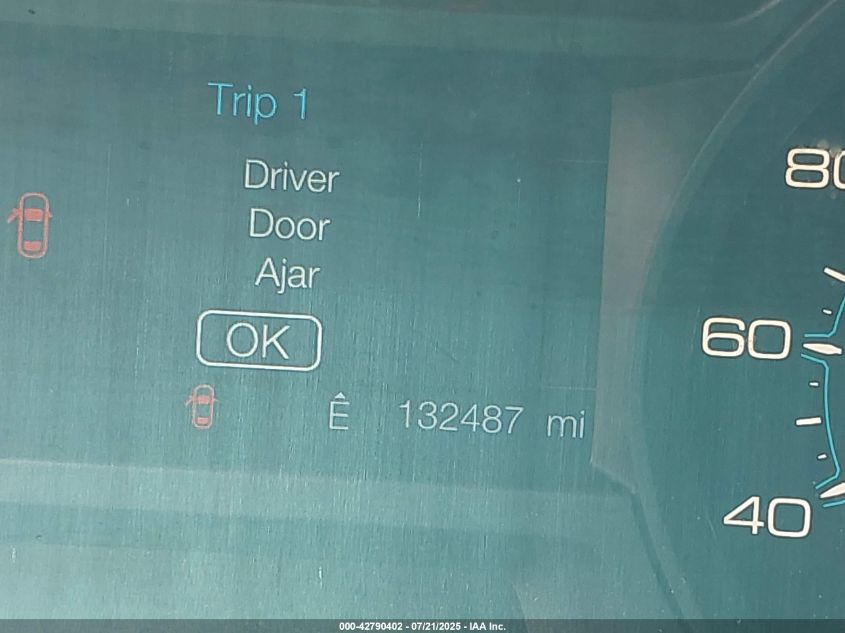 Trip 1
Driver
Door
Ajar
OK
Ê 132487 mi
80
60
40
000-42790402 - 07/21/2025 - IAA Inc.